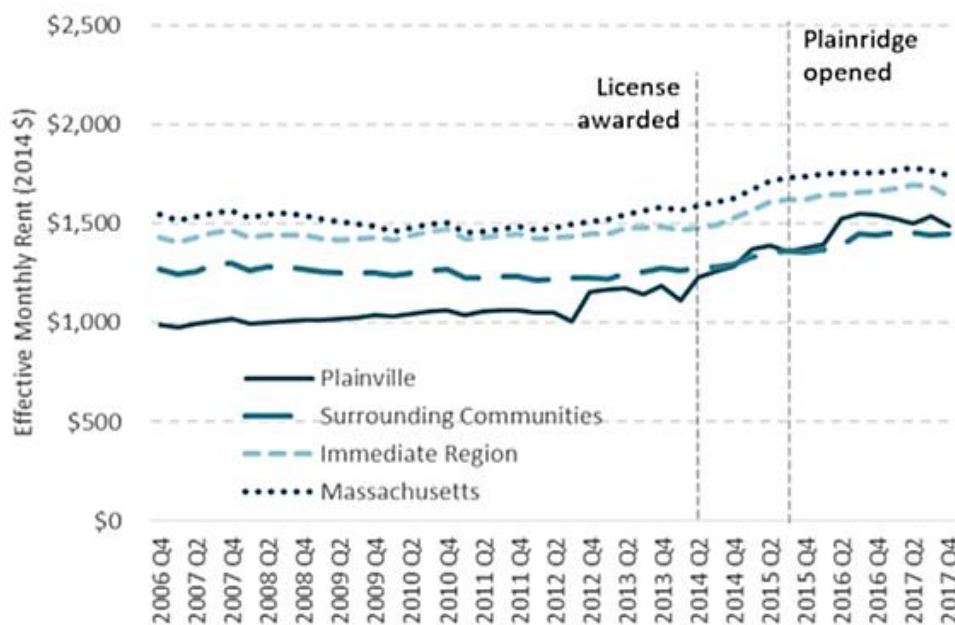 $2,500
$2,000
$1,500
$1,000
$500
$0
Effective Monthly Rent (2014 $)
License
awarded
Plainridge
opened
Plainville
Surrounding Communities
Immediate Region
Massachusetts
2006 Q4
2007 Q2
2007 Q4
2008 Q2
2008 Q4
2009 Q2
2009 Q4
2010 Q2
2010 Q4
2011 Q2
2011 Q4
2012 Q2
2012 Q4
2013 Q2
2013 Q4
2014 Q2
2014 Q4
2015 Q2
2015 Q4
2016 Q2
2016 Q4
2017 Q2
2017 Q4